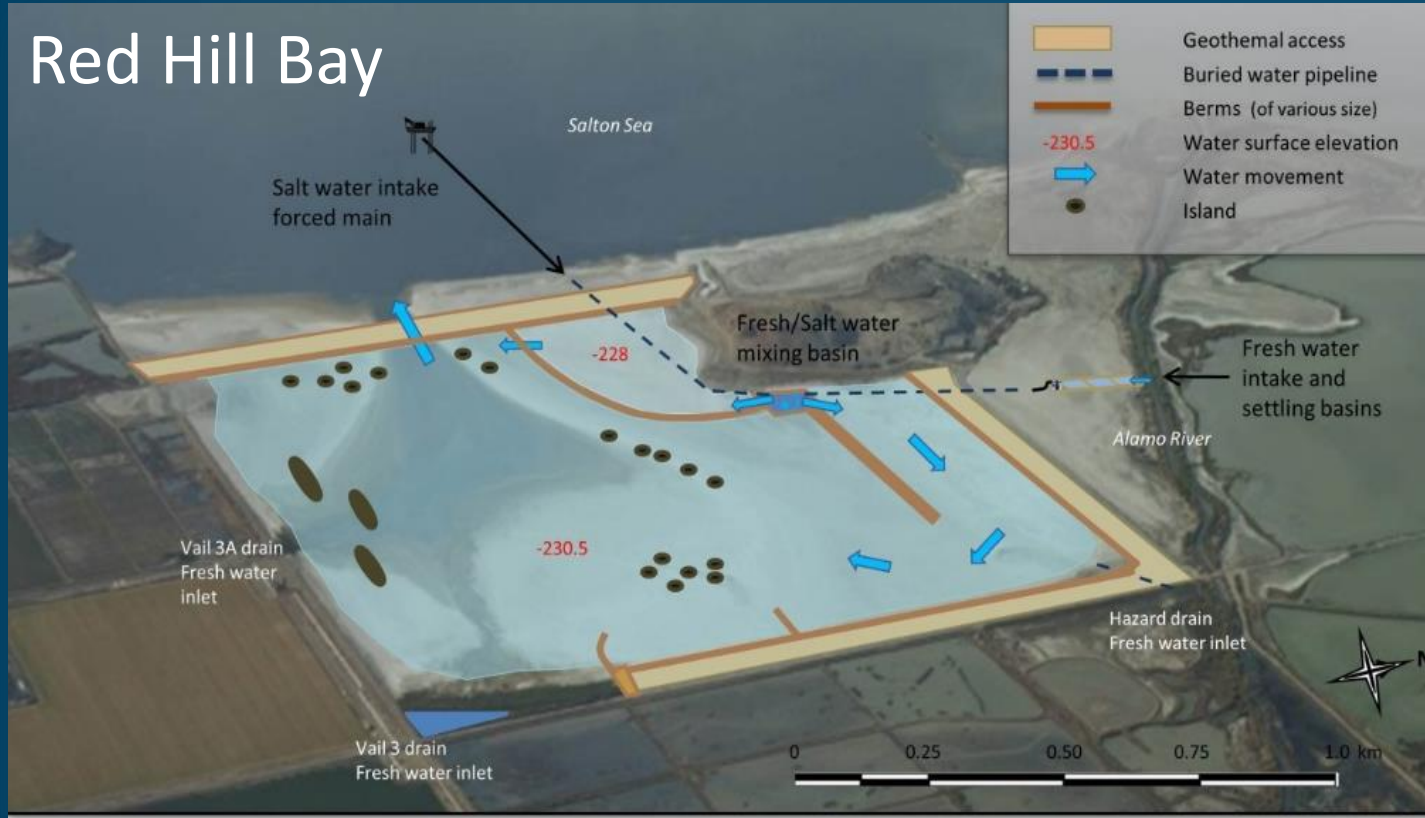 Red Hill Bay
Geothemal access
Buried water pipeline
Berms (of various size)
-230.5 Water surface elevation
Water movement
Island
Salton Sea
Salt water intake
forced main
Fresh/Salt water
mixing basin
-228
Fresh water
intake and
settling basins
Alamo River
-230.5
Vail 3A drain
Fresh water
inlet
Hazard drain
Fresh water inlet
N
Vail 3 drain
Fresh water inlet
0 0.25 0.50 0.75 1.0 km